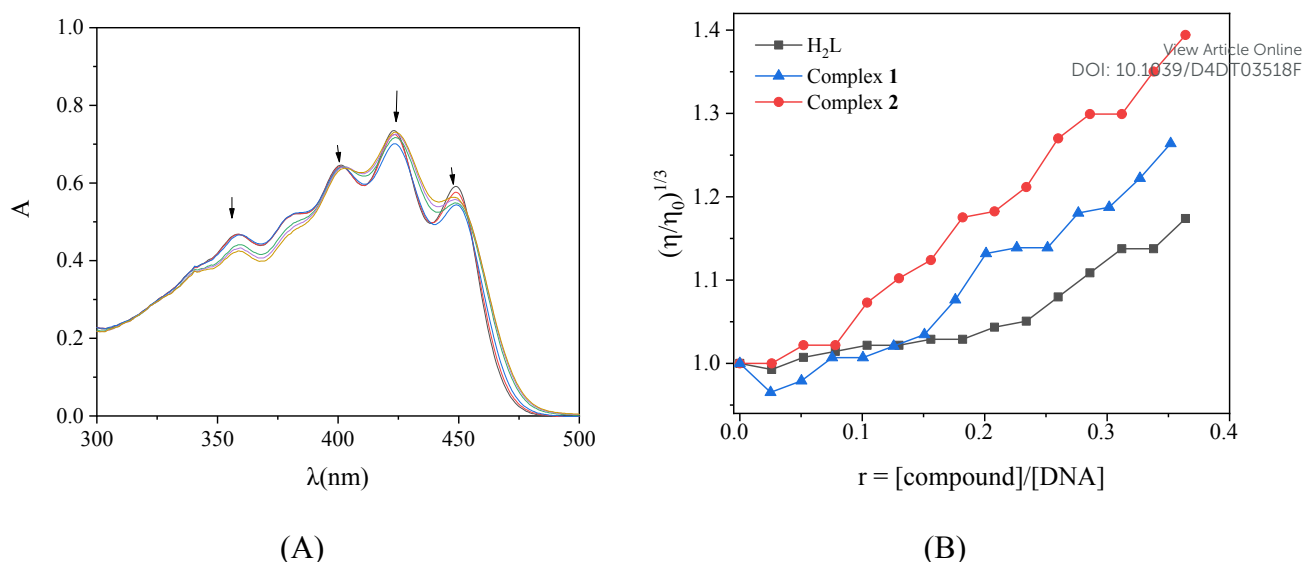 1.0
0.8
0.6
0.4
0.2
0.0
A
300
350
400
450
500
λ(nm)
(A)
1.4
1.3
1.2
1.1
1.0
(η/η₀)^1/3
H₂L
Complex 1
Complex 2
View Article Online
DOI: 10.1039/D4DT03518F
0.0
0.1
0.2
0.3
0.4
r = [compound]/[DNA]
(B)